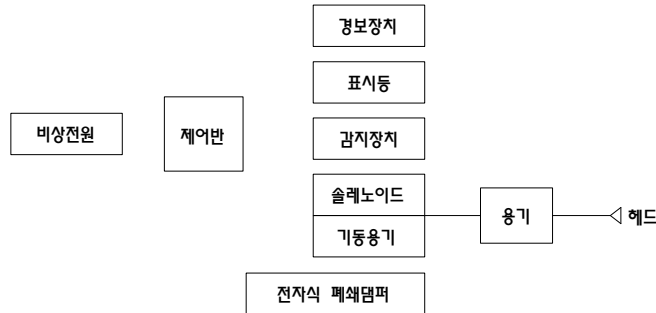 경보장치
표시등
비상전원
제어반
감지장치
솔레노이드
용기
헤드
기동용기
전자식 폐쇄댐퍼